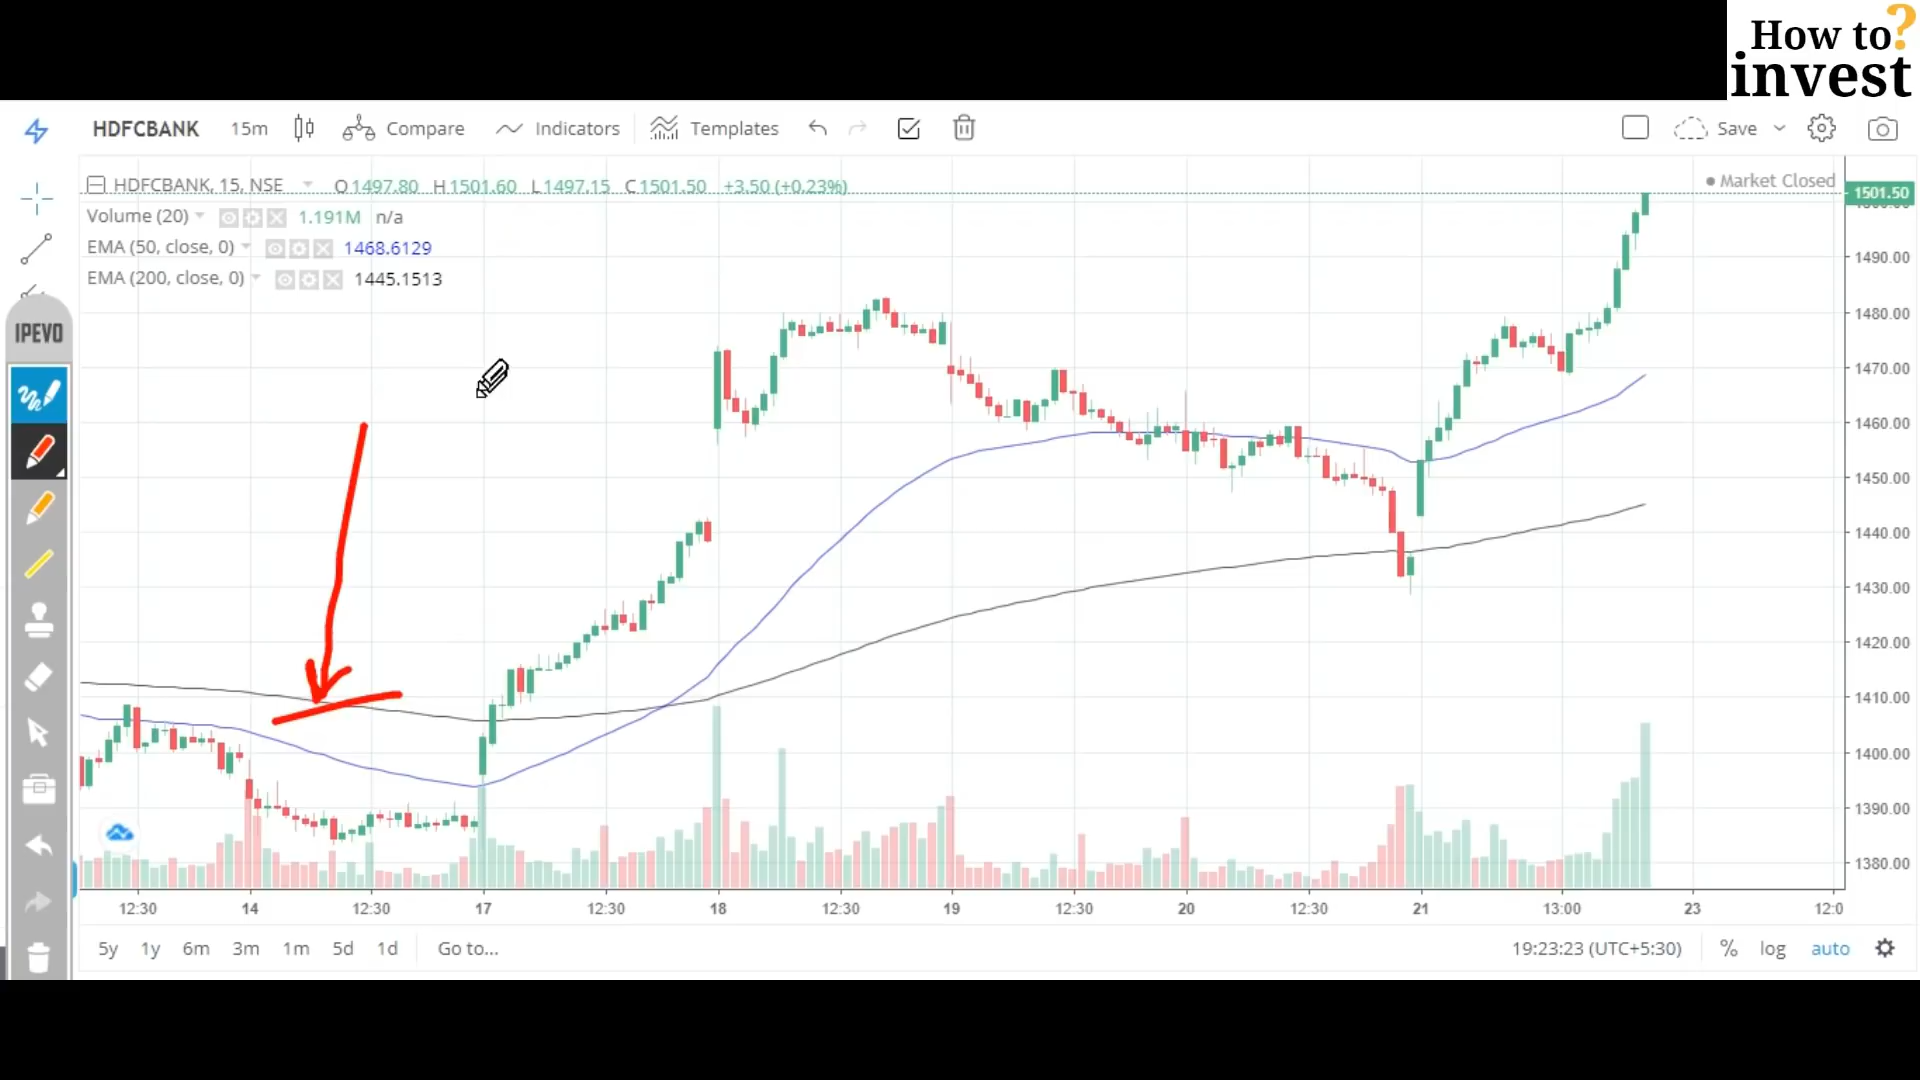 How to?
invest
HDFCBANK 15m Compare Indicators Templates Save
HDFCBANK, 15, NSE O1497.80 H1501.60 L1497.15 C1501.50 +3.50 (+0.23%)
Market Closed
Volume (20) 1.191M n/a
EMA (50, close, 0) 1468.6129
EMA (200, close, 0) 1445.1513
IPEVO
1501.50
1490.00
1480.00
1470.00
1460.00
1450.00
1440.00
1430.00
1420.00
1410.00
1400.00
1390.00
1380.00
12:30 14 12:30 17 12:30 18 12:30 19 12:30 20 12:30 21 13:00 23 12:0
5y 1y 6m 3m 1m 5d 1d Go to... 19:23:23 (UTC+5:30) % log auto